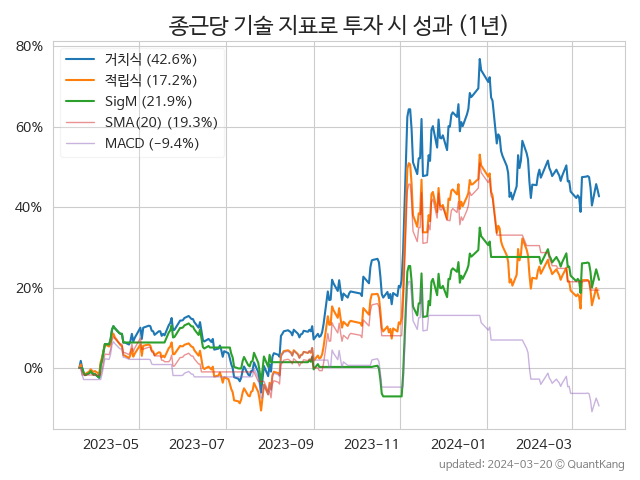 종근당 기술 지표로 투자 시 성과 (1년)
80%
60%
40%
20%
0%
거치식 (42.6%)
적립식 (17.2%)
SigM (21.9%)
SMA(20) (19.3%)
MACD (−9.4%)
2023-05
2023-07
2023-09
2023-11
2024-01
2024-03
updated: 2024-03-20 © QuantKang